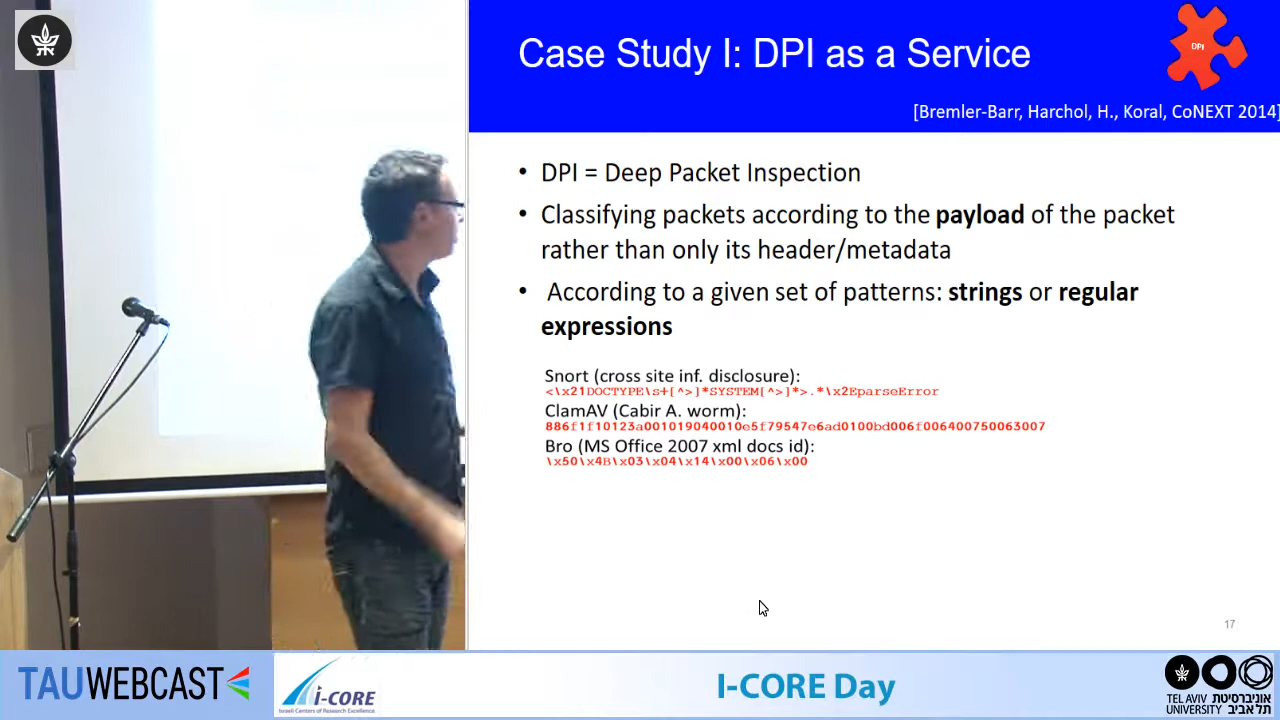 Case Study I: DPI as a Service
DPI
[Bremler-Barr, Harchol, H., Koral, CoNEXT 2014]
• DPI = Deep Packet Inspection
• Classifying packets according to the payload of the packet
rather than only its header/metadata
• According to a given set of patterns: strings or regular
expressions
Snort (cross site inf. disclosure):
<\x21DOCTYPE\s+[^>]*SYSTEM[^>]*>.*\x2EparseError
ClamAV (Cabir A. worm):
886f1f10123a001019040010e5f79547e6ad0100bd006f006400750063007
Bro (MS Office 2007 xml docs id):
\x50\x4B\x03\x04\x14\x00\x06\x00
17
TAUWEBCAST
i-CORE
Israeli Centers of Research Excellence
I-CORE Day
TEL AVIV אוניברסיטת
UNIVERSITY תל אביב